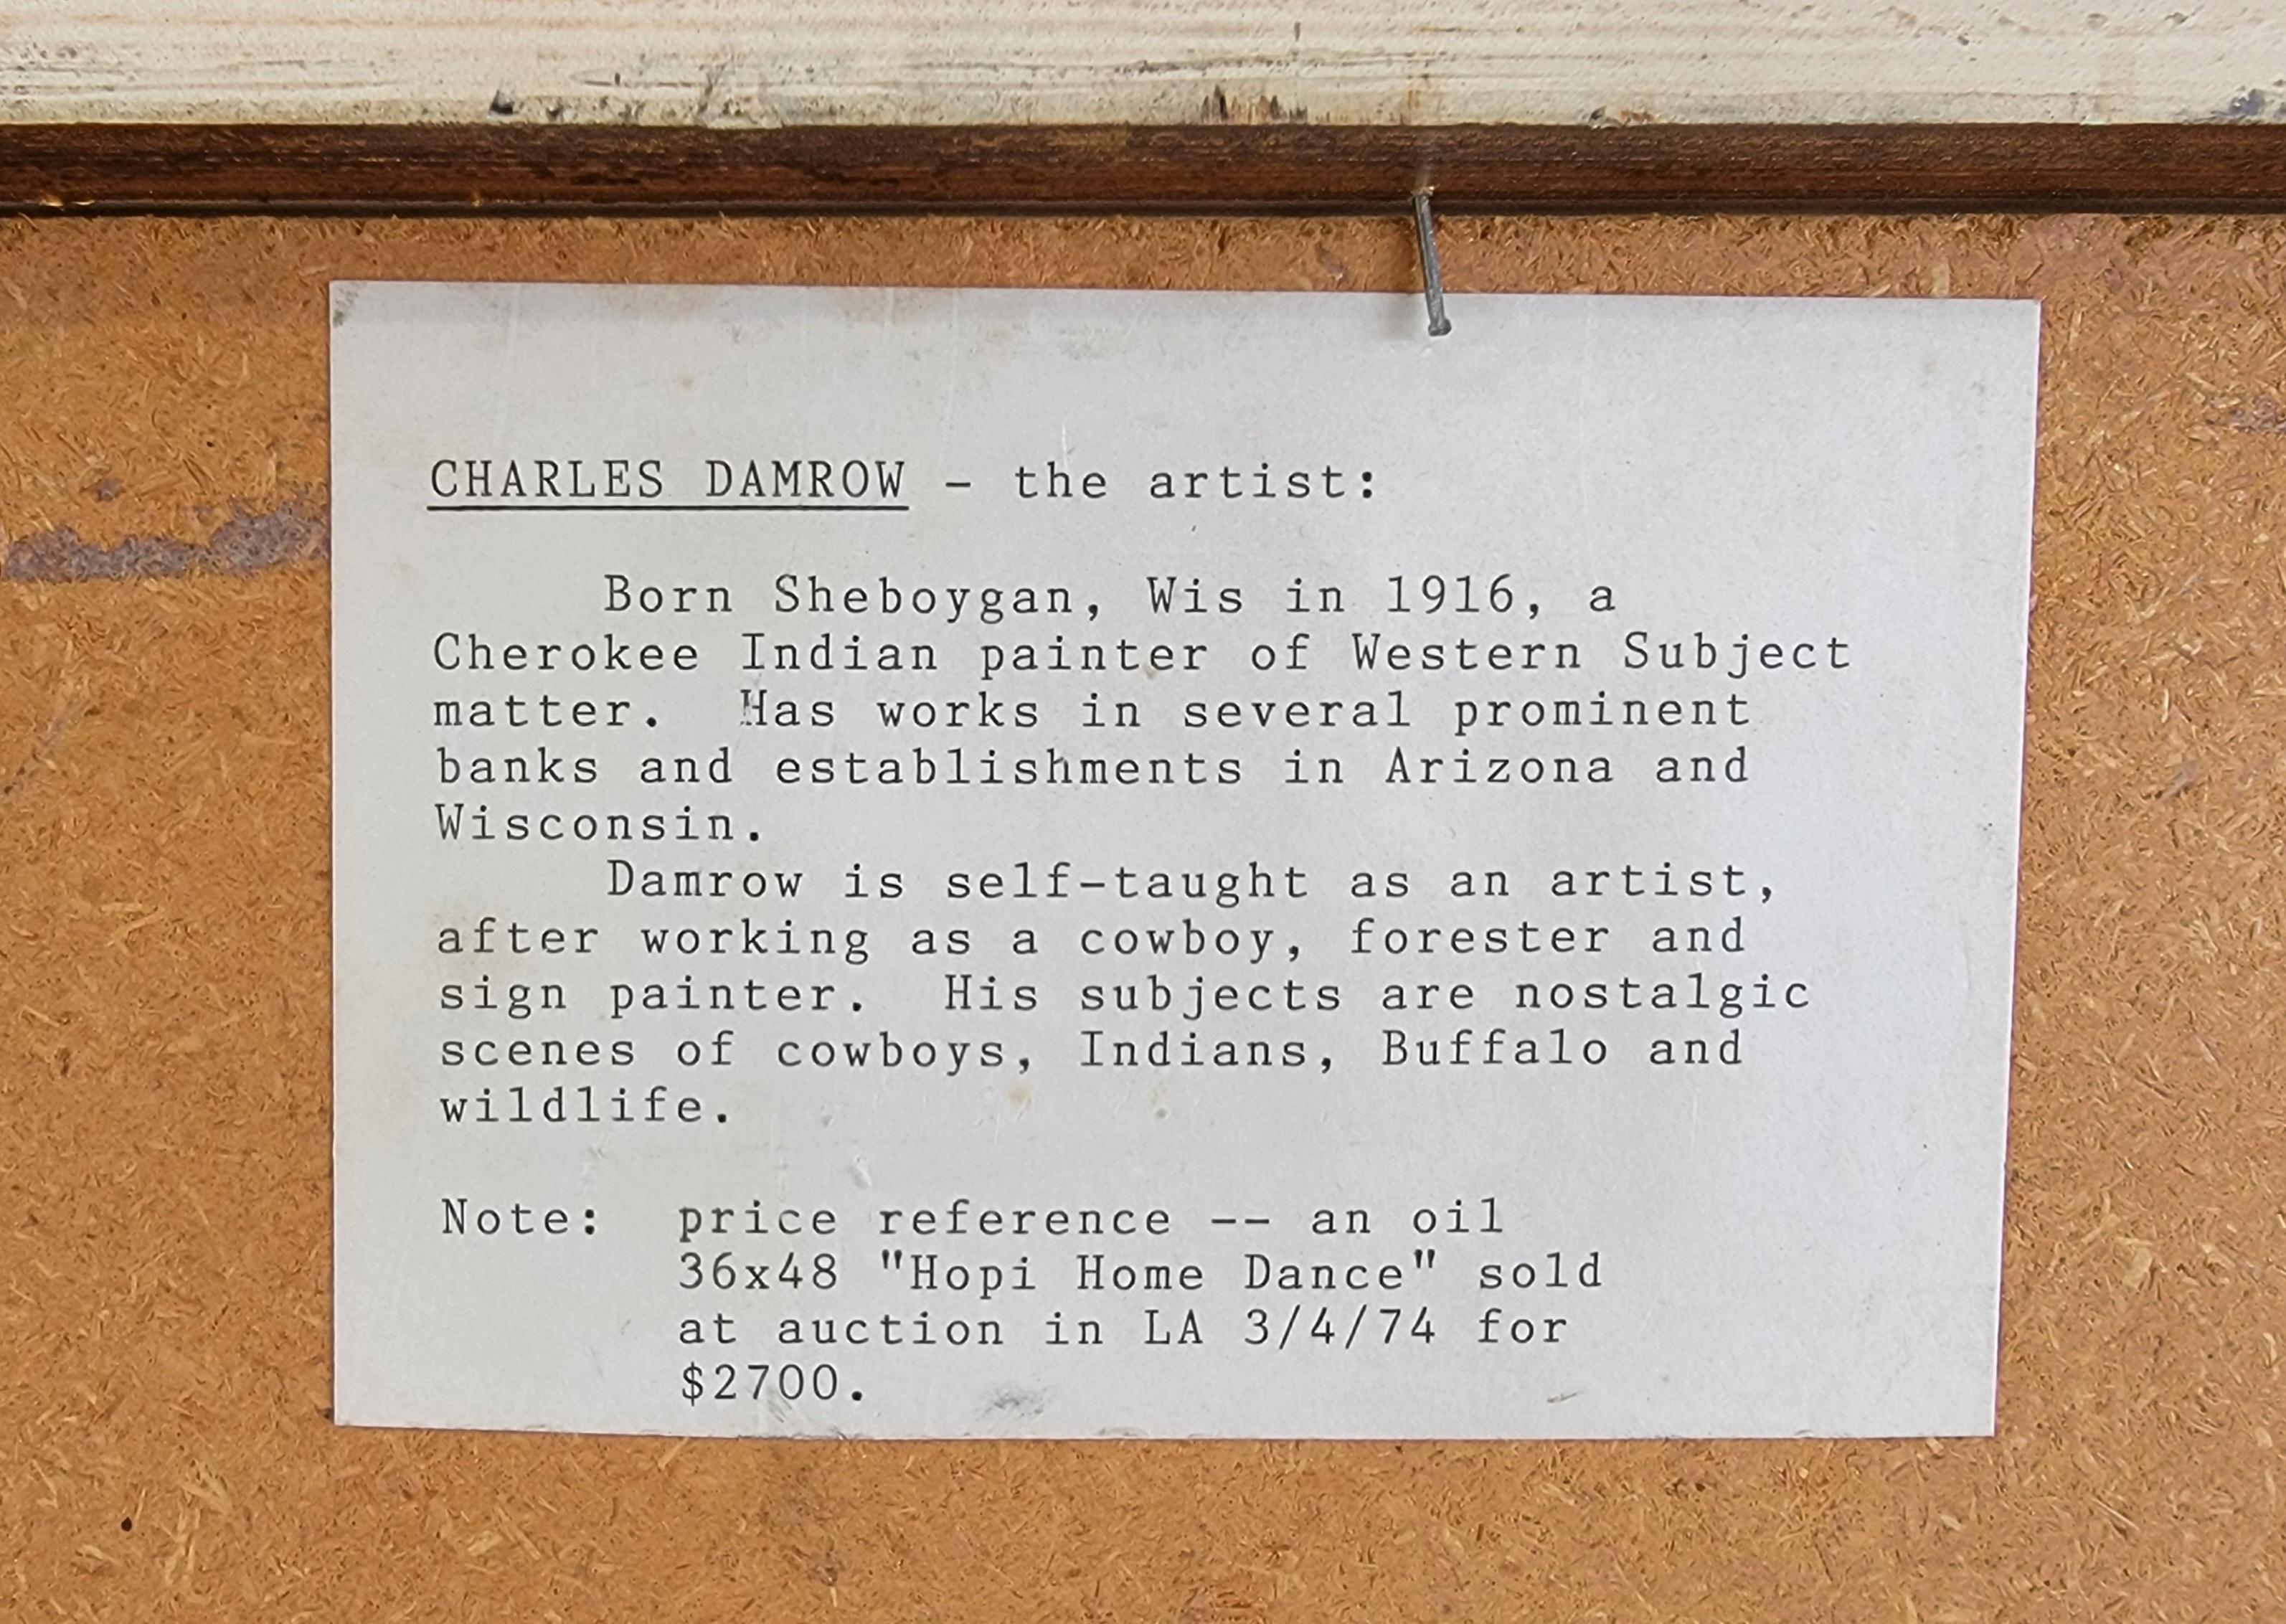 CHARLES DAMROW - the artist:
Born Sheboygan, Wis in 1916, a
Cherokee Indian painter of Western Subject
matter. Has works in several prominent
banks and establishments in Arizona and
Wisconsin.
Damrow is self-taught as an artist,
after working as a cowboy, forester and
sign painter. His subjects are nostalgic
scenes of cowboys, Indians, Buffalo and
wildlife.
Note: price reference -- an oil
36x48 "Hopi Home Dance" sold
at auction in LA 3/4/74 for
$2700.